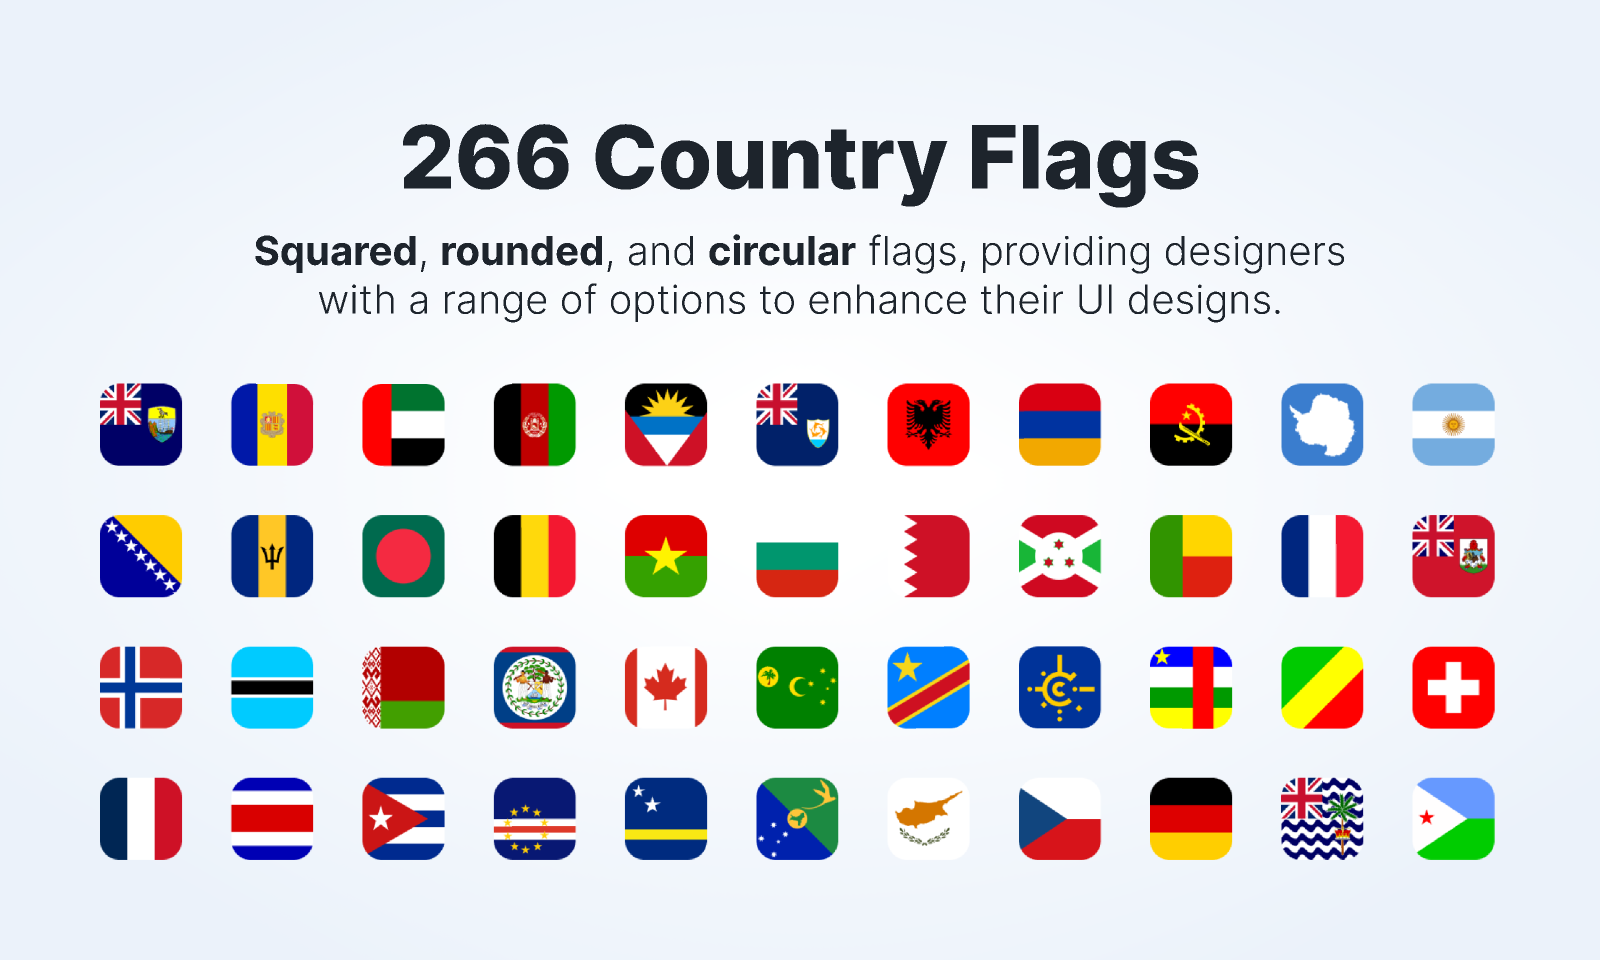 266 Country Flags
Squared, rounded, and circular flags, providing designers
with a range of options to enhance their UI designs.